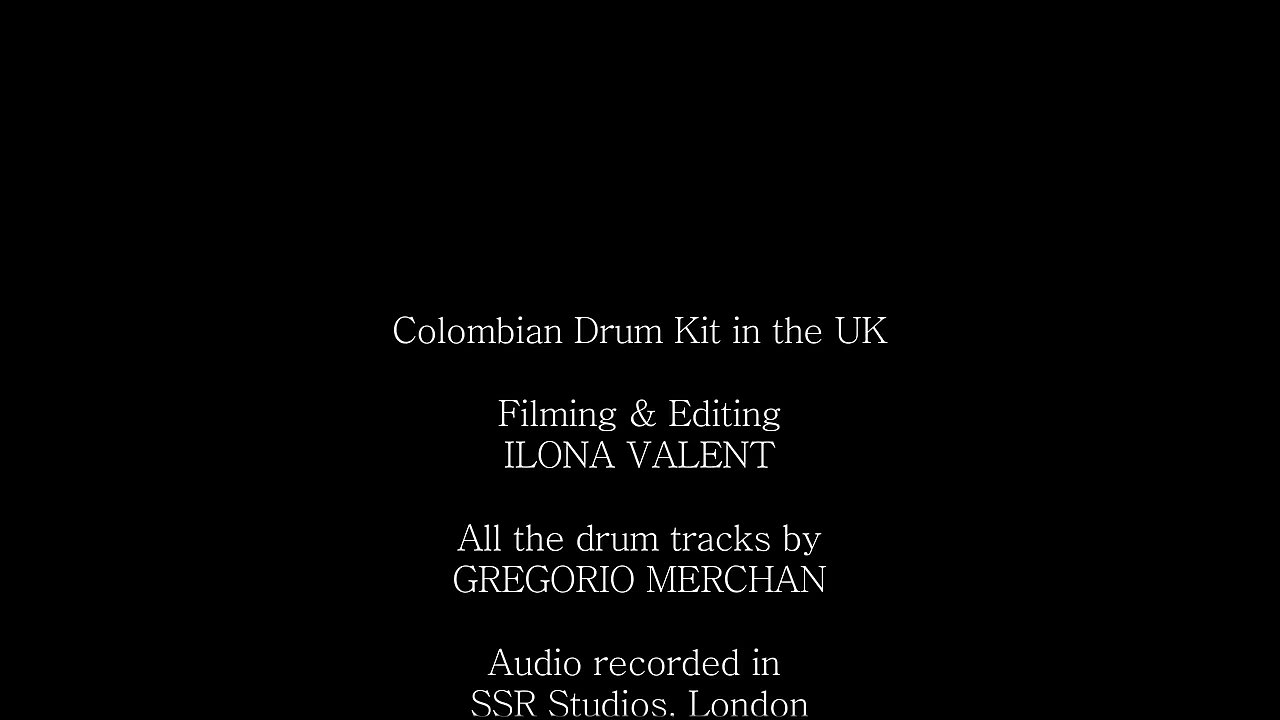 Colombian Drum Kit in the UK
Filming & Editing
ILONA VALENT
All the drum tracks by
GREGORIO MERCHAN
Audio recorded in
SSR Studios. London